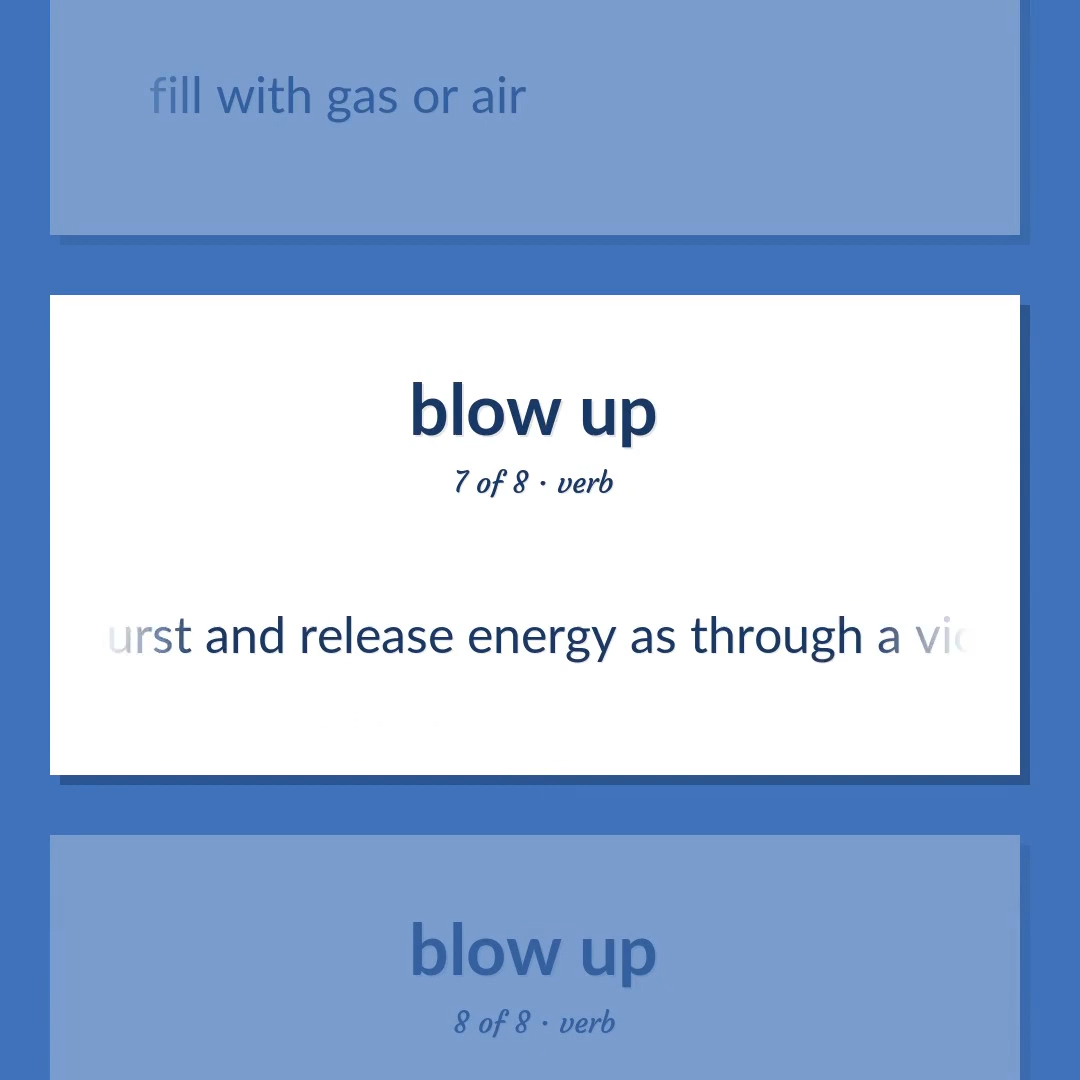 fill with gas or air
blow up
7 of 8 · verb
urst and release energy as through a
blow up
8 of 8 · verb